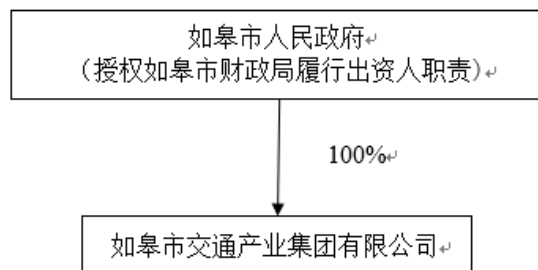 如皋市人民政府
（授权如皋市财政局履行出资人职责）
100%
如皋市交通产业集团有限公司